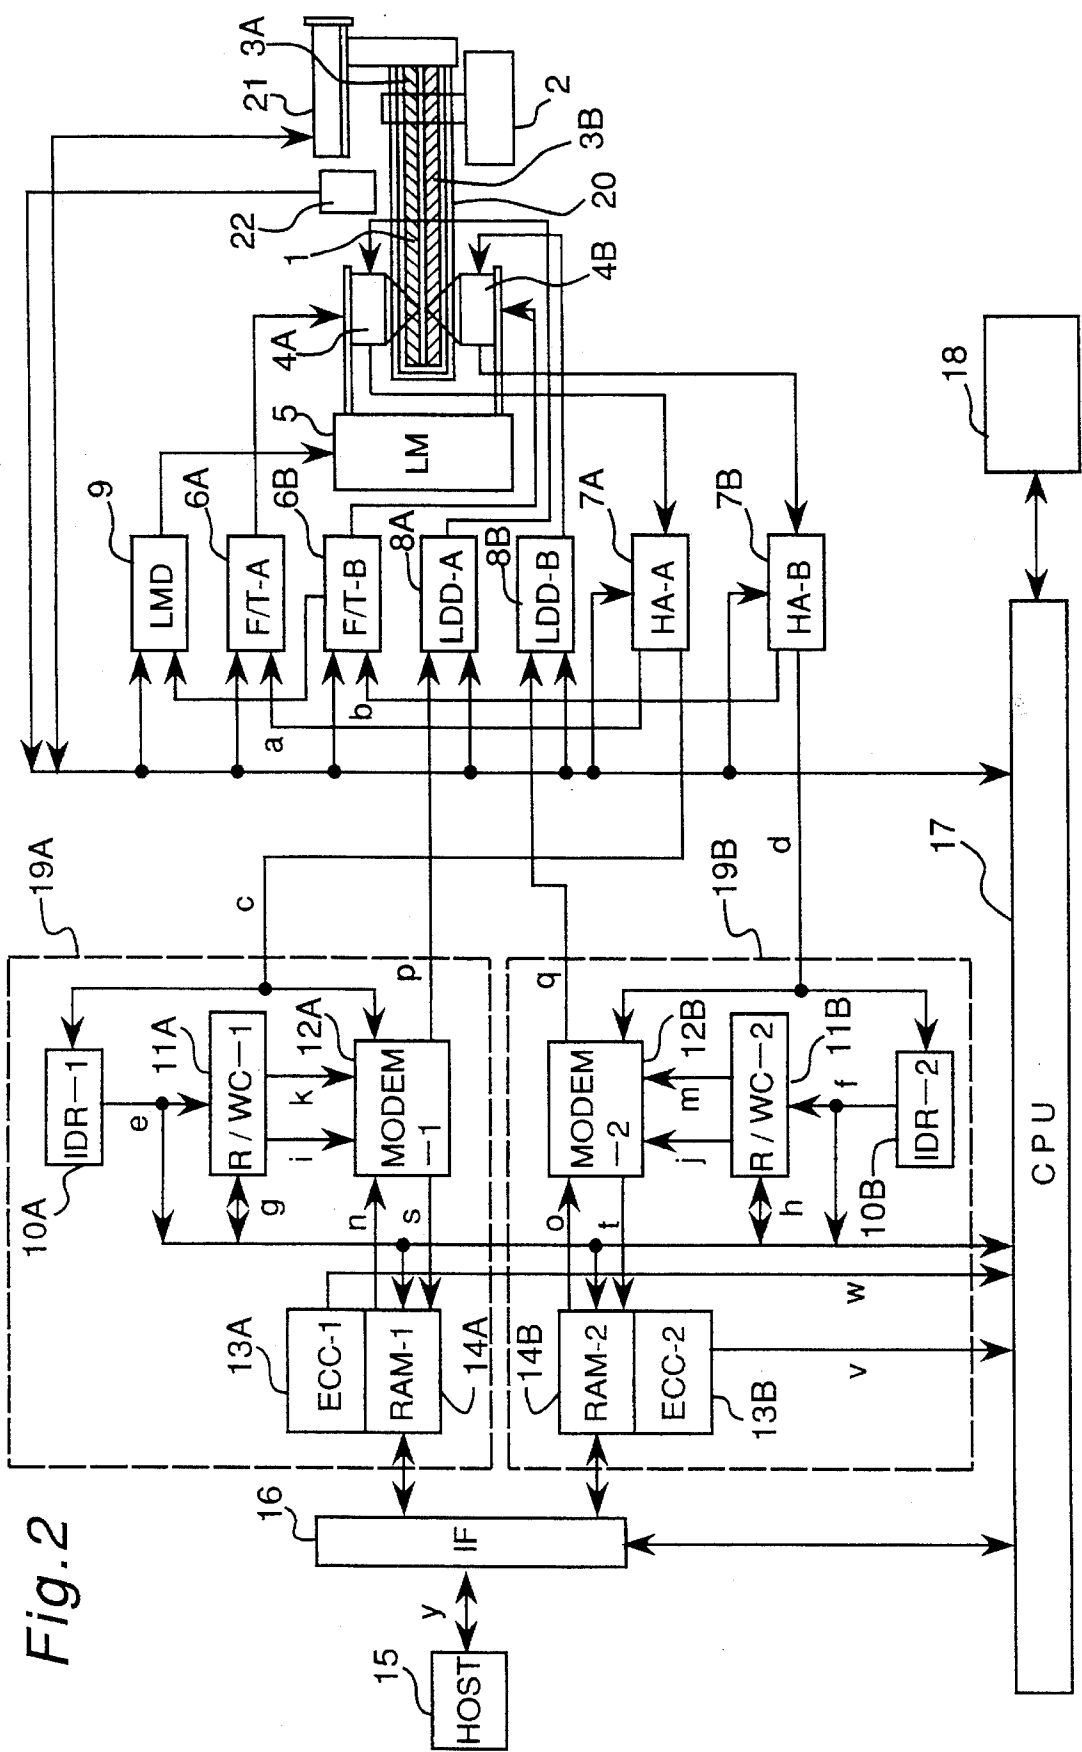 Fig.2
15
HOST
y
16
IF
19A
10A
IDR—1
e
11A
R / WC—1
g
i
k
12A
MODEM
—1
n
s
p
c
13A
ECC-1
RAM-1
14A
19B
14B
RAM-2
ECC-2
13B
o
t
q
MODEM
—2
12B
j
m
R / WC—2
11B
h
f
10B
IDR—2
d
w
v
a
b
9
LMD
6A
F/T-A
6B
F/T-B
8A
LDD-A
8B
LDD-B
7A
HA-A
7B
HA-B
5
LM
4A
4B
1
22
21
3A
2
3B
20
17
CPU
18